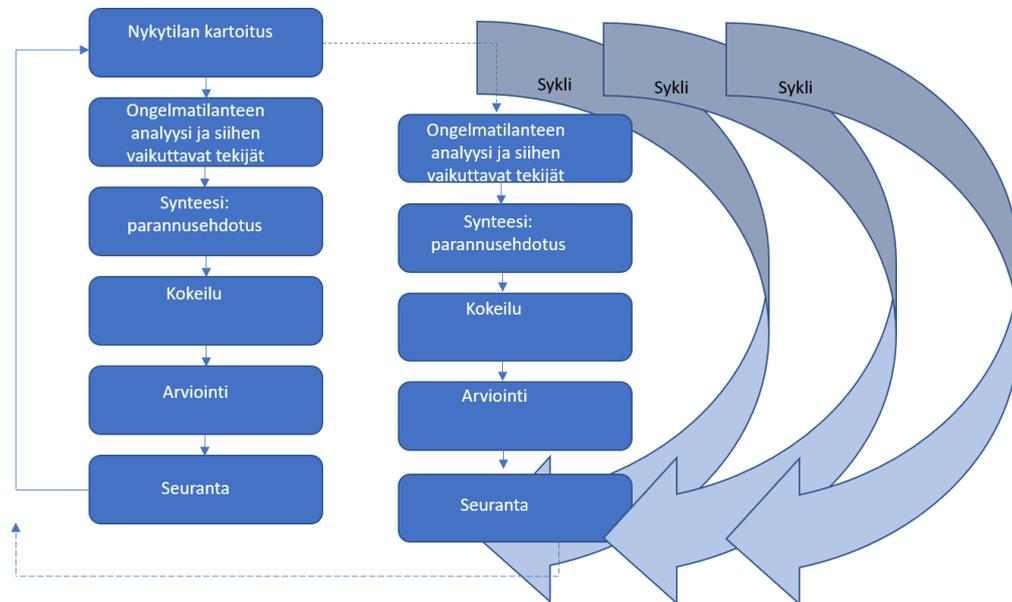 Nykytilan kartoitus
Ongelmatilanteen
analyysi ja siihen
vaikuttavat tekijät
Synteesi:
parannusehdotus
Kokeilu
Arviointi
Seuranta
Ongelmatilanteen
analyysi ja siihen
vaikuttavat tekijät
Synteesi:
parannusehdotus
Kokeilu
Arviointi
Seuranta
Sykli
Sykli
Sykli